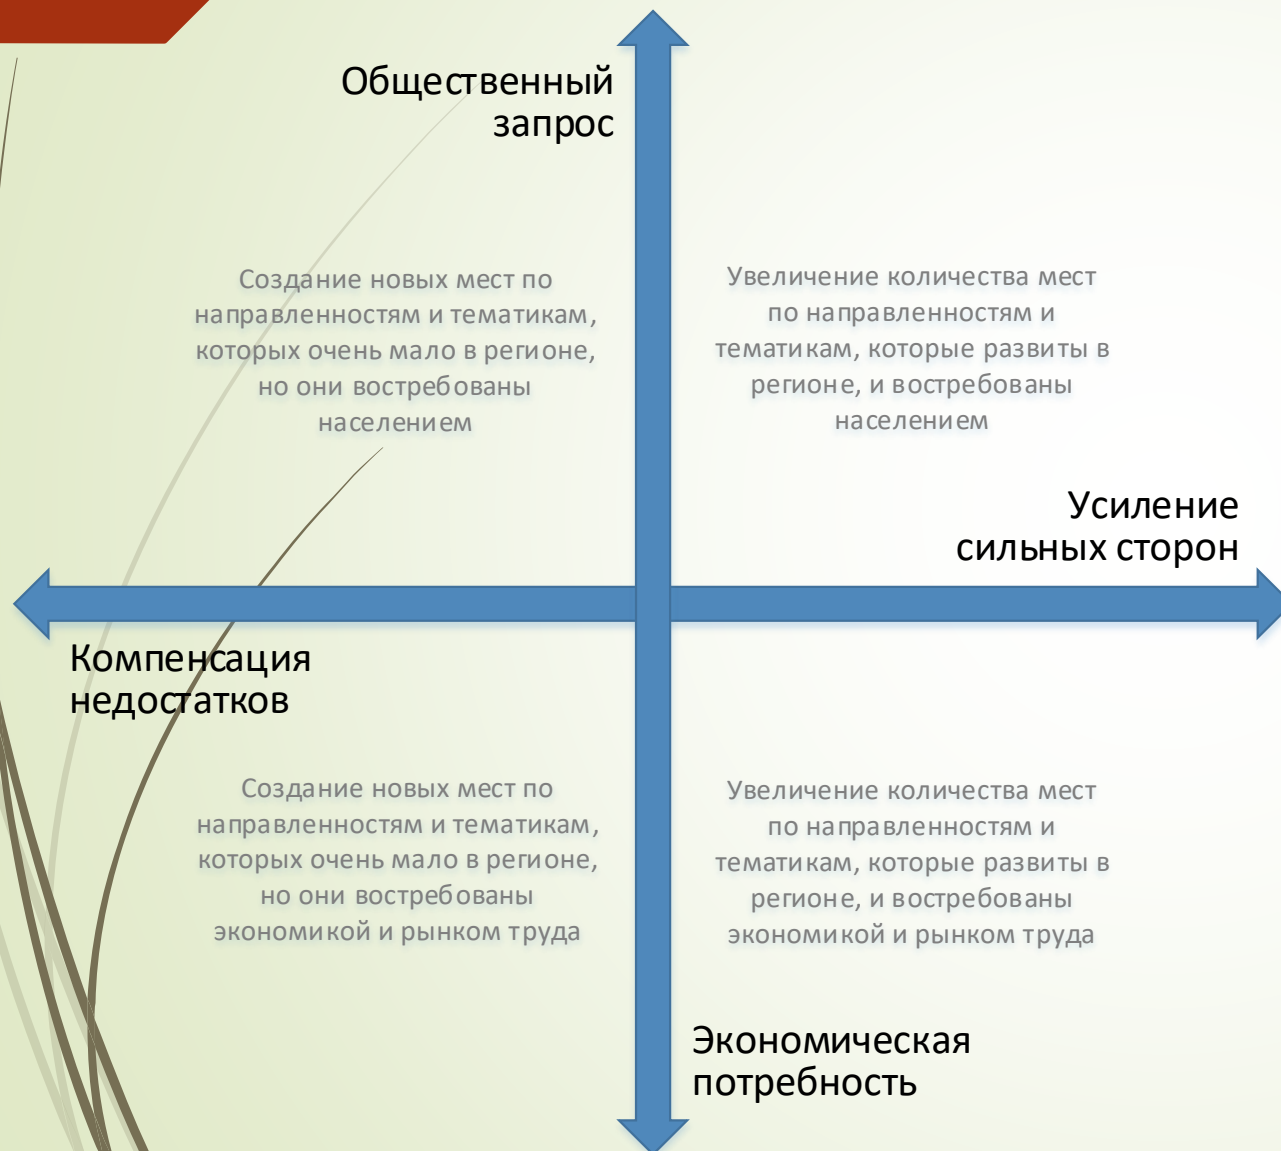 Общественный
запрос
Создание новых мест по
направленностям и тематикам,
которых очень мало в регионе,
но они востребованы
населением
Увеличение количества мест
по направленностям и
тематикам, которые развиты в
регионе, и востребованы
населением
Усиление
сильных сторон
Компенсация
недостатков
Создание новых мест по
направленностям и тематикам,
которых очень мало в регионе,
но они востребованы
экономикой и рынком труда
Увеличение количества мест
по направленностям и
тематикам, которые развиты в
регионе, и востребованы
экономикой и рынком труда
Экономическая
потребность